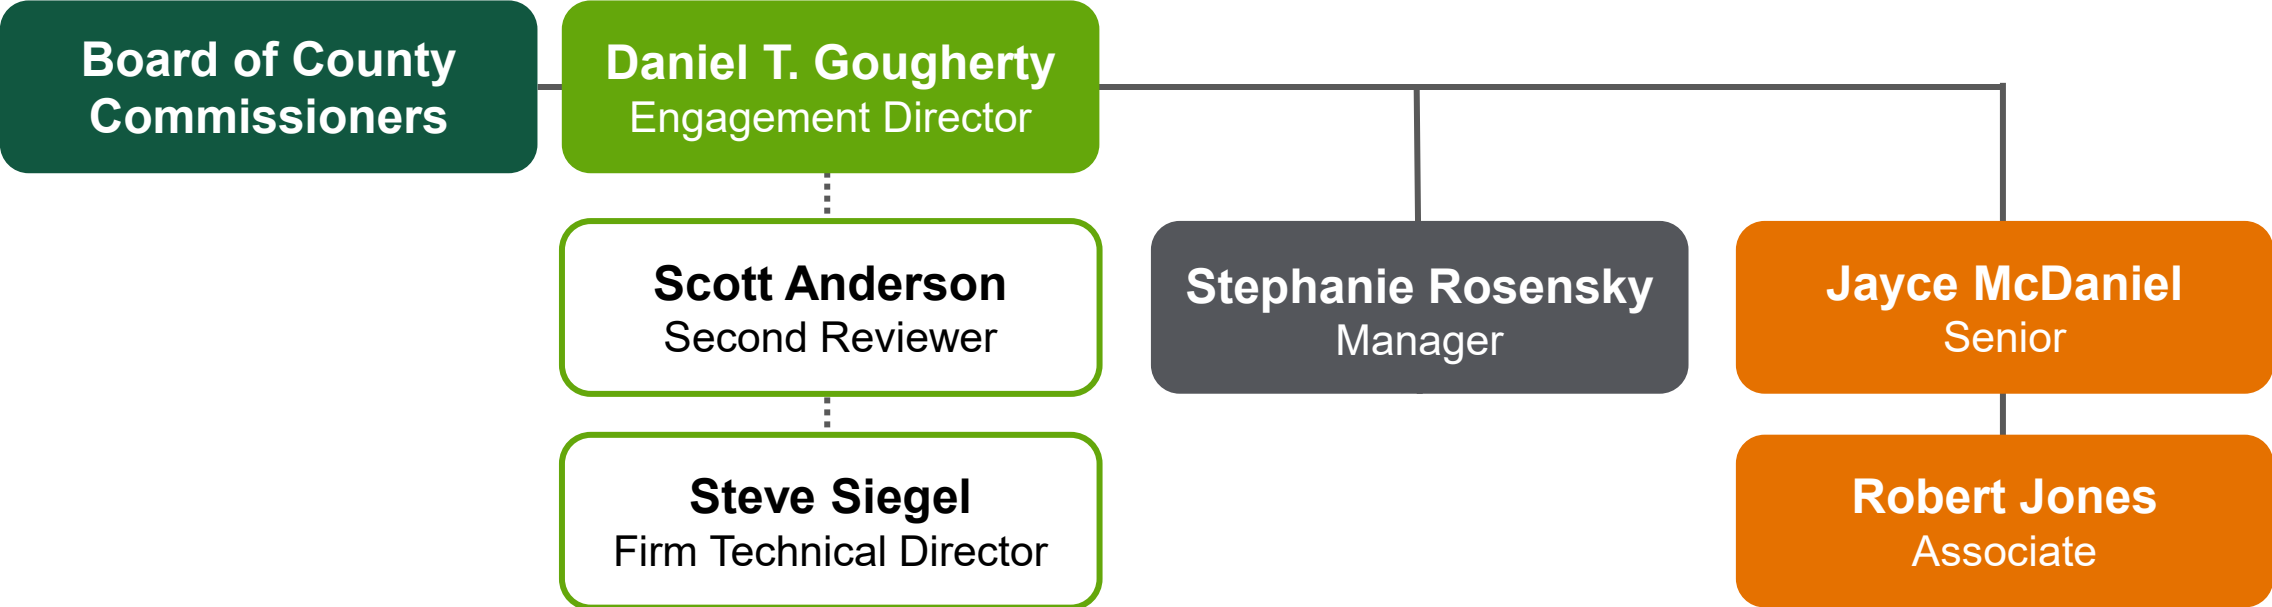 Board of County
Commissioners
Daniel T. Gougherty
Engagement Director
Scott Anderson
Second Reviewer
Stephanie Rosensky
Manager
Jayce McDaniel
Senior
Steve Siegel
Firm Technical Director
Robert Jones
Associate